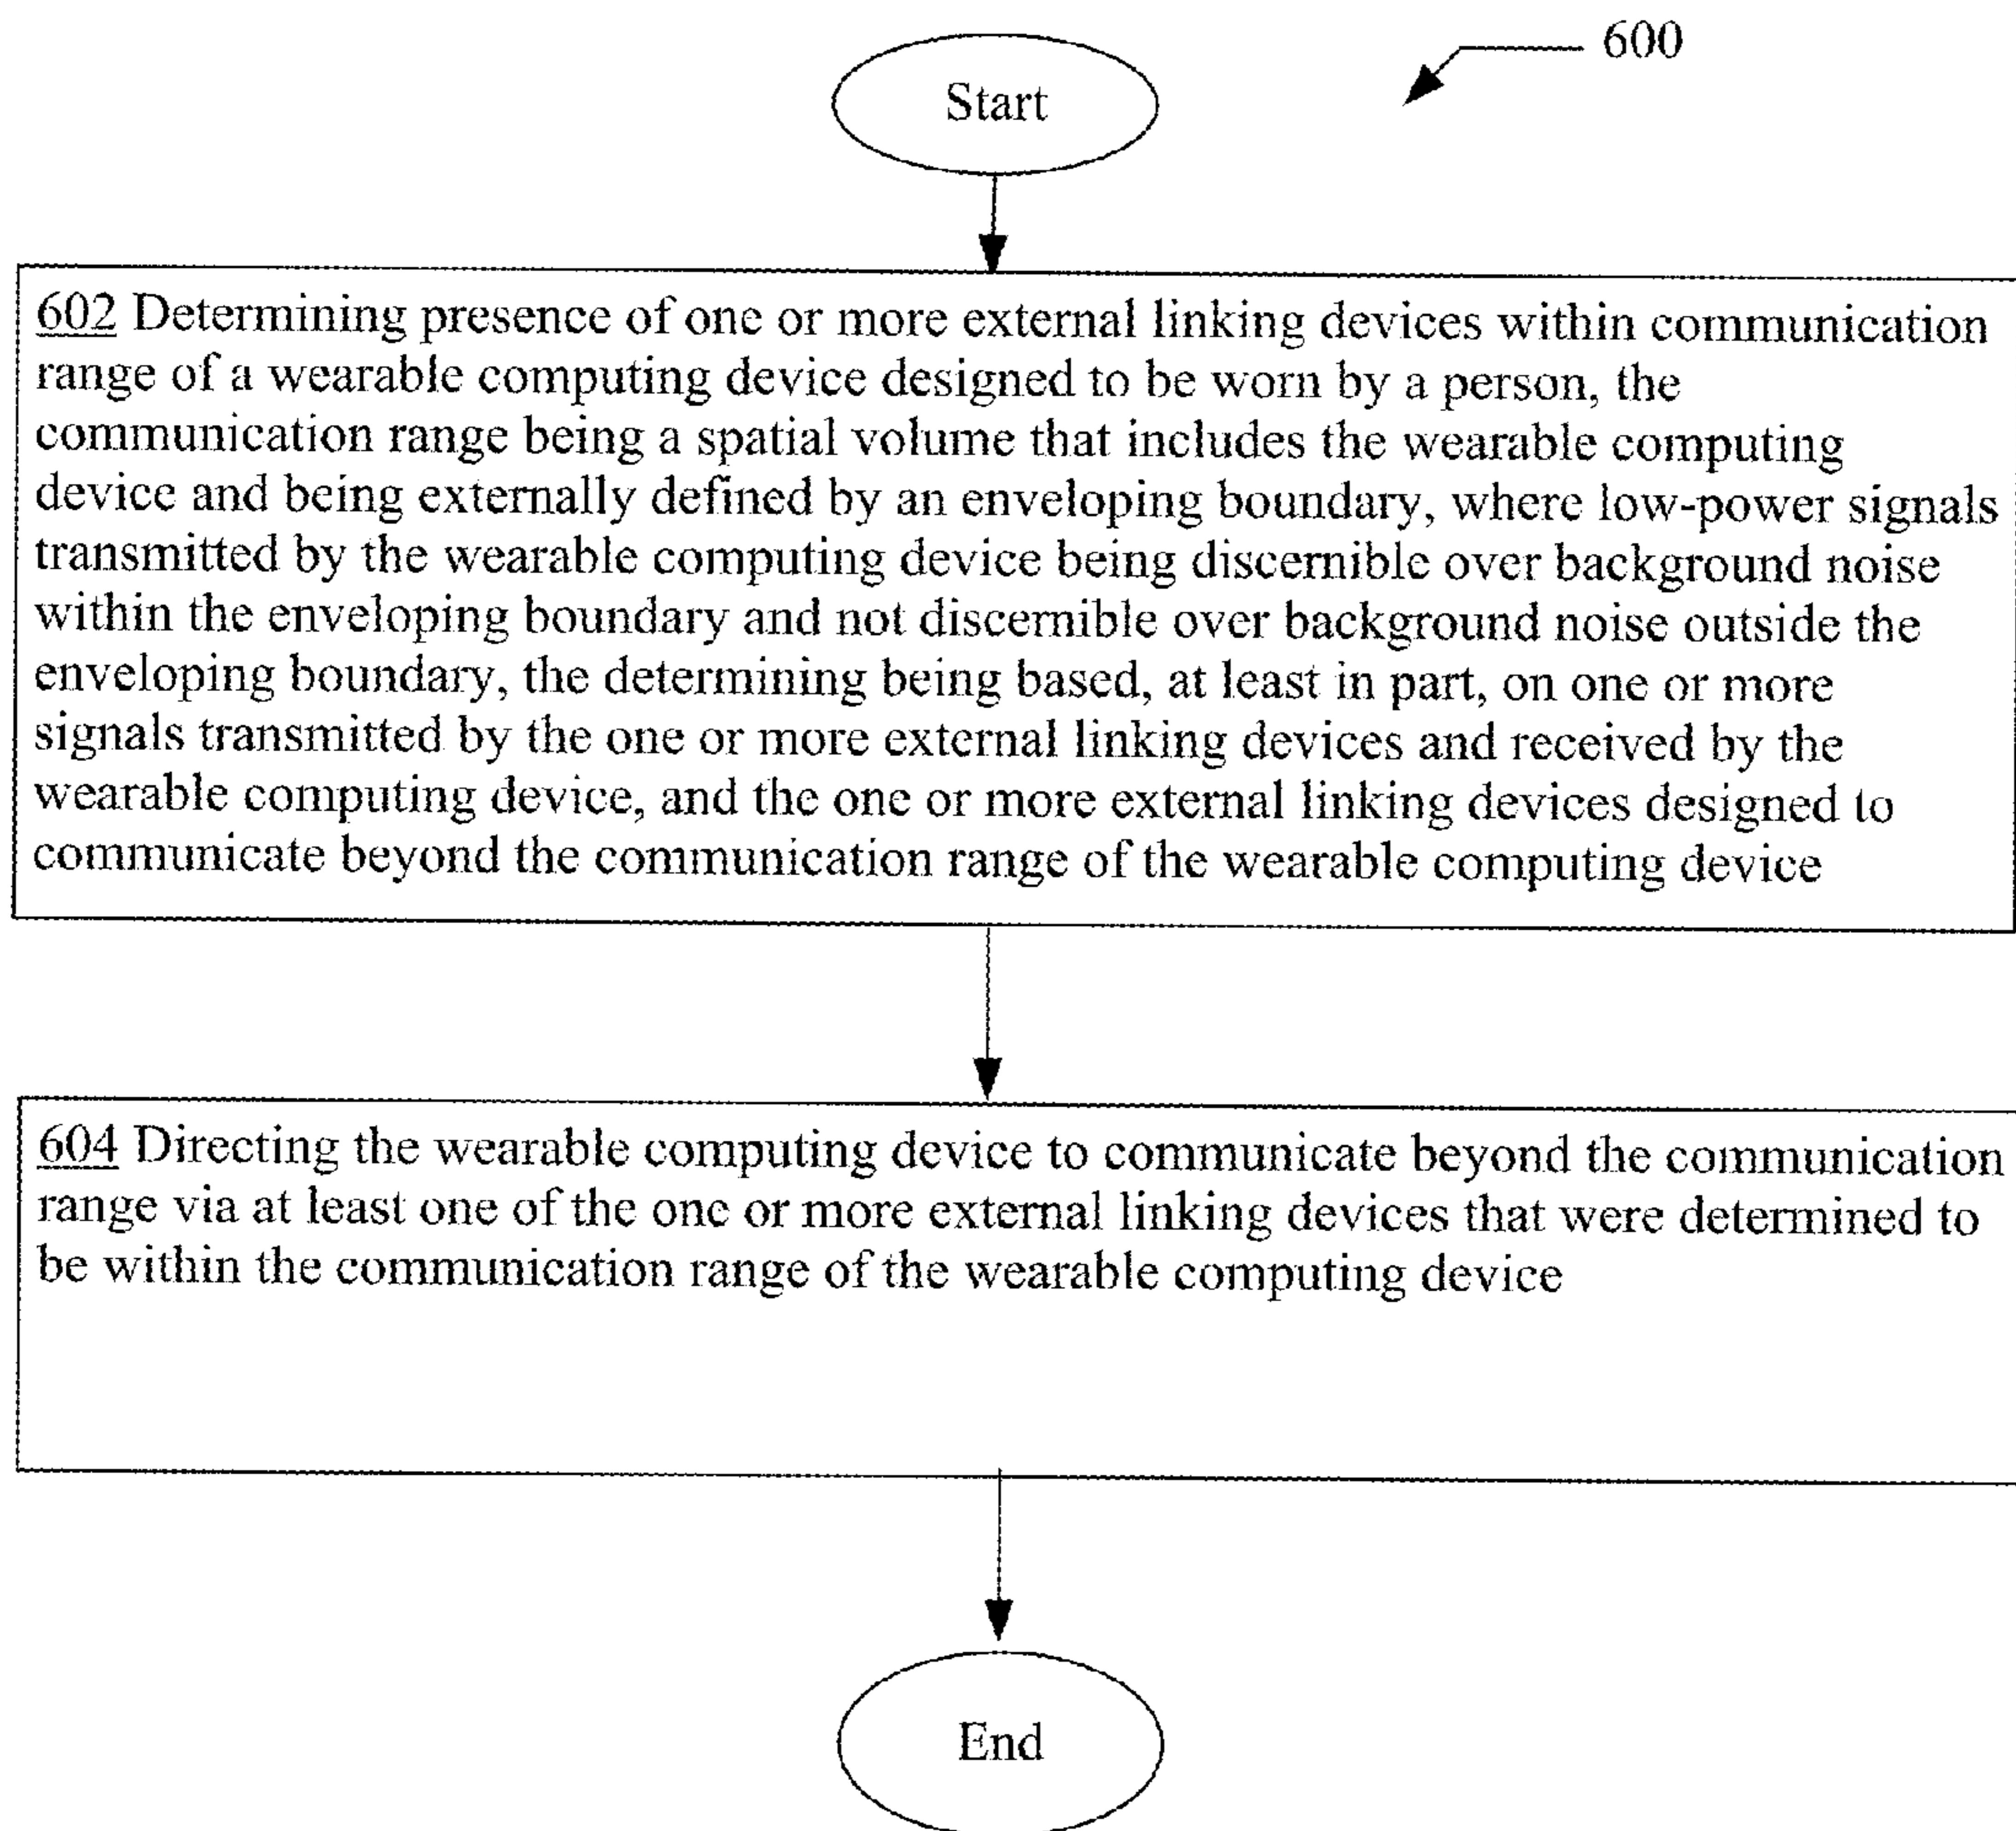 600
Start
602 Determining presence of one or more external linking devices within communication
range of a wearable computing device designed to be worn by a person, the
communication range being a spatial volume that includes the wearable computing
device and being externally defined by an enveloping boundary, where low-power signals
transmitted by the wearable computing device being discernible over background noise
within the enveloping boundary and not discernible over background noise outside the
enveloping boundary, the determining being based, at least in part, on one or more
signals transmitted by the one or more external linking devices and received by the
wearable computing device, and the one or more external linking devices designed to
communicate beyond the communication range of the wearable computing device
604 Directing the wearable computing device to communicate beyond the communication
range via at least one of the one or more external linking devices that were determined to
be within the communication range of the wearable computing device
End